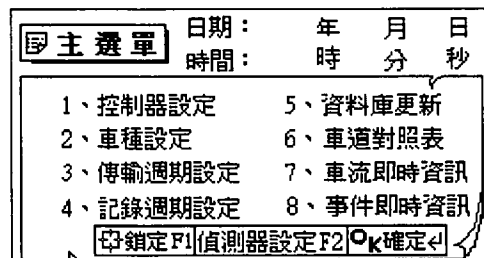 主選單 日期： 年 月 日
時間： 時 分 秒
1、控制器設定 5、資料庫更新
2、車種設定 6、車道對照表
3、傳輸週期設定 7、車流即時資訊
4、記錄週期設定 8、事件即時資訊
鎖定F1 偵測器設定F2 OK確定↵